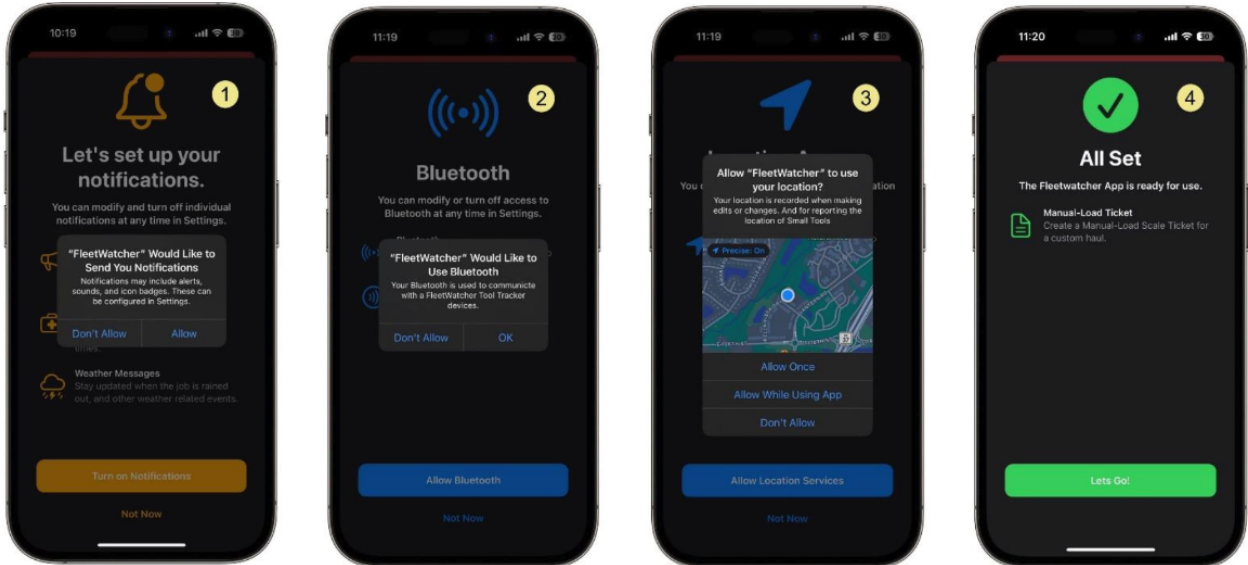 10:19
30
1
Let's set up your
notifications.
You can modify and turn off individual
notifications at any time in Settings.
"FleetWatcher" Would Like to
Send You Notifications
Notifications may include alerts,
sounds, and icon badges. These can
be configured in Settings.
Don't Allow
Allow
times.
Weather Messages
Stay updated when the job is rained
out, and other weather related events.
Turn on Notifications
Not Now
11:19
30
2
Bluetooth
You can modify or turn off access to
Bluetooth at any time in Settings.
"FleetWatcher" Would Like to
Use Bluetooth
Your Bluetooth is used to communicte
with a FleetWatcher Tool Tracker
devices.
Don't Allow
OK
Allow Bluetooth
Not Now
11:19
30
3
You
Allow "FleetWatcher" to use
your location?
Your location is recorded when making
edits or changes. And for reporting the
location of Small Tools
Precise: On
Allow Once
Allow While Using App
Don't Allow
Allow Location Services
Not Now
11:20
30
4
All Set
The Fleetwatcher App is ready for use.
Manual-Load Ticket
Create a Manual-Load Scale Ticket for
a custom haul.
Lets Go!